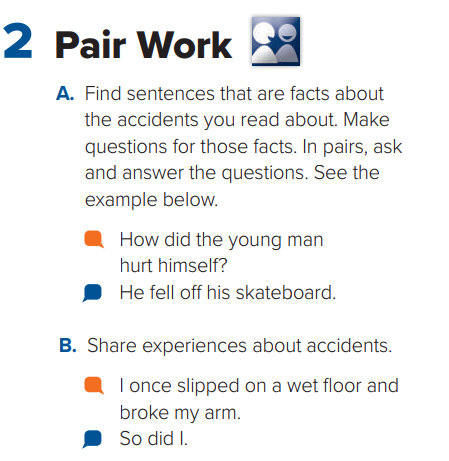 2 Pair Work
A. Find sentences that are facts about
the accidents you read about. Make
questions for those facts. In pairs, ask
and answer the questions. See the
example below.
How did the young man
hurt himself?
He fell off his skateboard.
B. Share experiences about accidents.
I once slipped on a wet floor and
broke my arm.
So did I.